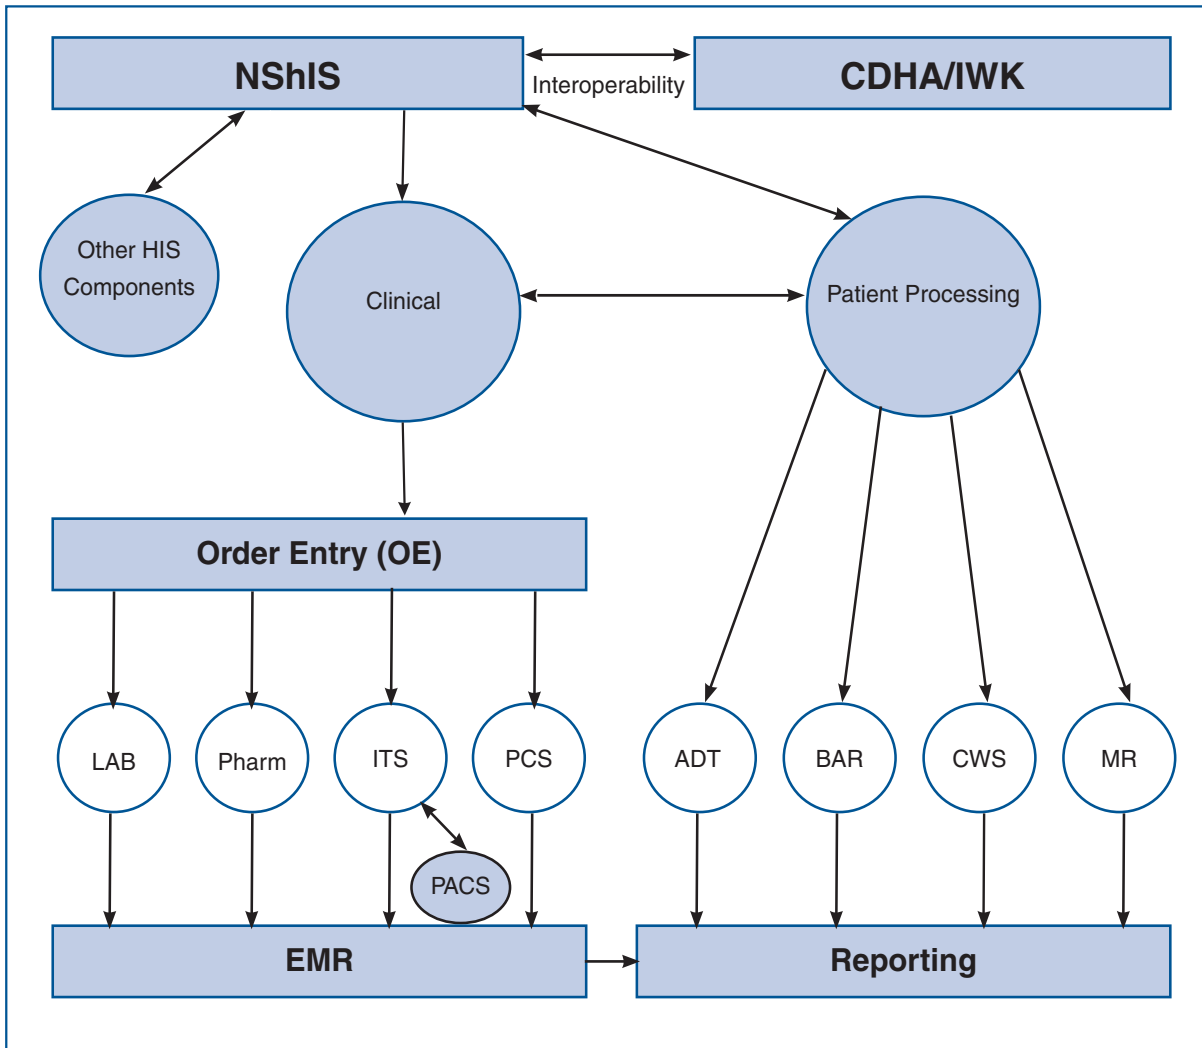 NShIS
Interoperability
CDHA/IWK
Other HIS
Components
Clinical
Patient Processing
Order Entry (OE)
LAB
Pharm
ITS
PCS
ADT
BAR
CWS
MR
PACS
EMR
Reporting